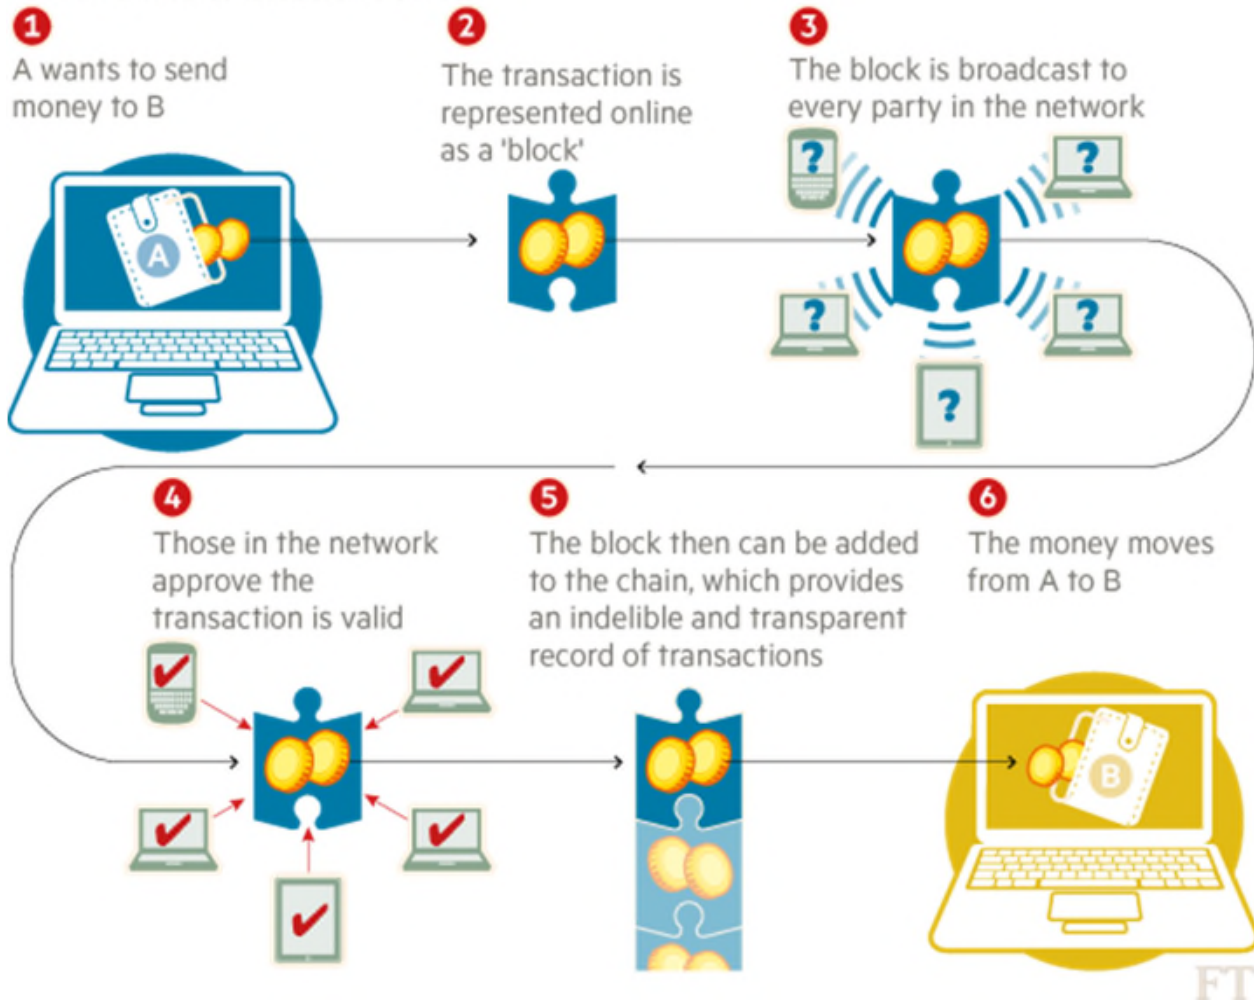 1
A wants to send
money to B
2
The transaction is
represented online
as a 'block'
3
The block is broadcast to
every party in the network
?
?
?
?
?
A
4
Those in the network
approve the
transaction is valid
5
The block then can be added
to the chain, which provides
an indelible and transparent
record of transactions
6
The money moves
from A to B
B
FT